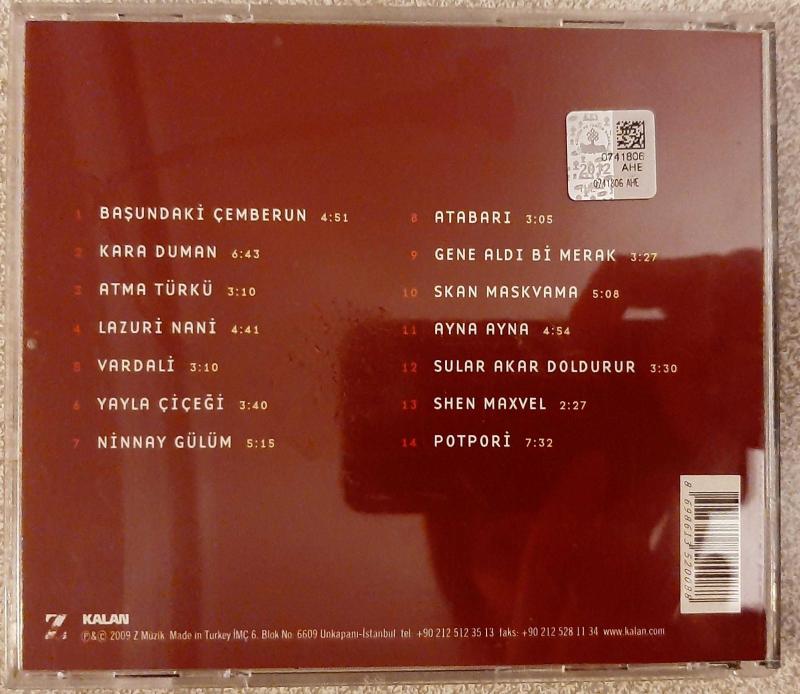 2012
0741806
AHE
0741806 AHE
1 BAŞUNDAKİ ÇEMBERUN 4:51
2 KARA DUMAN 6:43
3 ATMA TÜRKÜ 3:10
4 LAZURİ NANİ 4:41
5 VARDALİ 3:10
6 YAYLA ÇİÇEĞİ 3:40
7 NİNNAY GÜLÜM 5:15
8 ATABARI 3:05
9 GENE ALDI Bİ MERAK 3:27
10 SKAN MASKVAMA 5:08
11 AYNA AYNA 4:54
12 SULAR AKAR DOLDURUR 3:30
13 SHEN MAXVEL 2:27
14 POTPORİ 7:32
8 698613 520098
Z KALAN
℗&© 2009 Z Müzik Made in Turkey İMÇ 6. Blok No 6609 Unkapanı-İstanbul tel +90 212 512 35 13 faks: +90 212 528 11 34 www.kalan.com